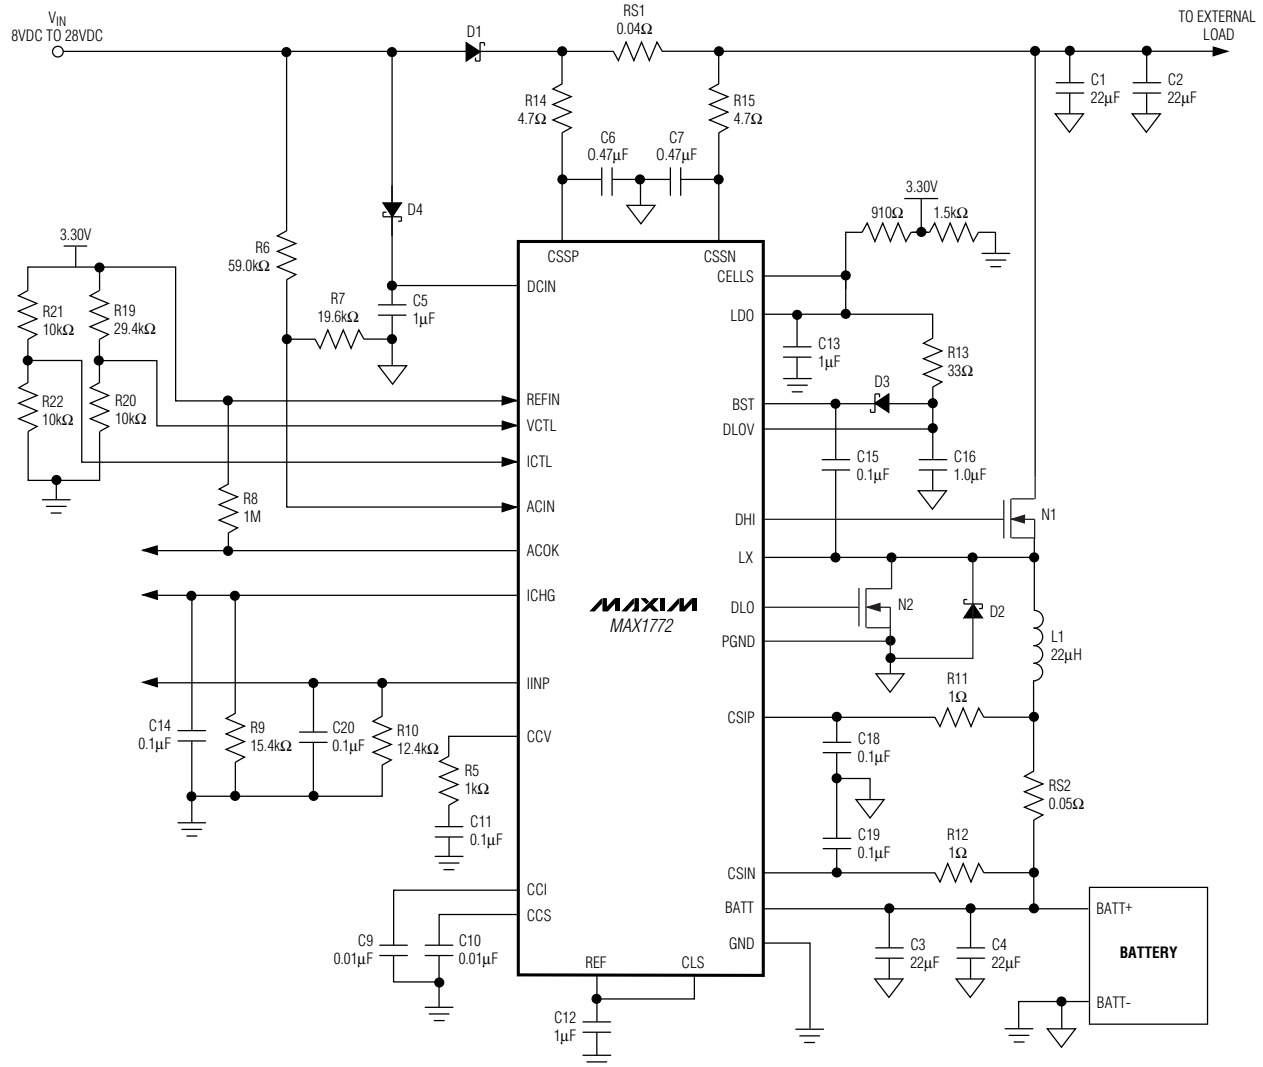 V_IN
8VDC TO 28VDC
D1
RS1
0.04Ω
TO EXTERNAL
LOAD
R14
4.7Ω
R15
4.7Ω
C1
22µF
C2
22µF
C6
0.47µF
C7
0.47µF
D4
3.30V
910Ω
1.5kΩ
3.30V
R6
59.0kΩ
CSSP
CSSN
CELLS
DCIN
R21
10kΩ
R19
29.4kΩ
R7
19.6kΩ
C5
1µF
LDO
C13
1µF
R13
33Ω
D3
R22
10kΩ
R20
10kΩ
REFIN
VCTL
BST
DLOV
ICTL
C15
0.1µF
C16
1.0µF
R8
1M
ACIN
DHI
N1
ACOK
LX
ICHG
MAXIM
MAX1772
DLO
N2
D2
PGND
L1
22µH
IINP
R11
1Ω
CSIP
C14
0.1µF
R9
15.4kΩ
C20
0.1µF
R10
12.4kΩ
CCV
C18
0.1µF
R5
1kΩ
RS2
0.05Ω
C11
0.1µF
C19
0.1µF
R12
1Ω
CSIN
CCI
CCS
BATT
BATT+
C9
0.01µF
C10
0.01µF
GND
C3
22µF
C4
22µF
BATTERY
REF
CLS
BATT-
C12
1µF